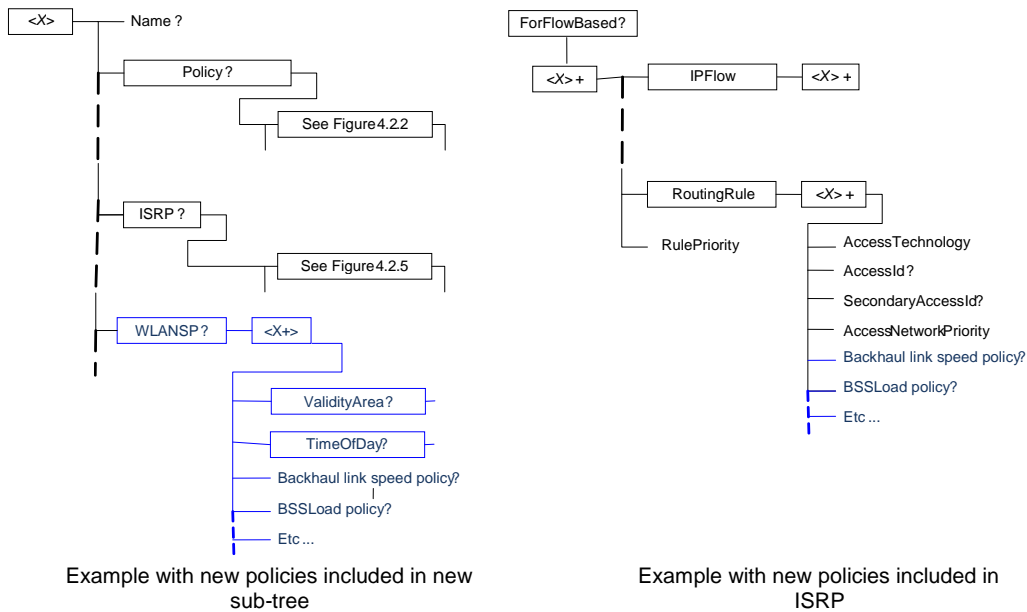 <X>
Name ?
Policy ?
See Figure 4.2.2
ISRP ?
See Figure 4.2.5
WLANSP ?
<X+>
ValidityArea ?
TimeOfDay?
Backhaul link speed policy?
BSSLoad policy?
Etc ...
Example with new policies included in new
sub-tree
ForFlowBased ?
<X> +
IPFlow
<X> +
RoutingRule
<X> +
RulePriority
AccessTechnology
AccessId ?
SecondaryAccessId?
AccessNetworkPriority
Backhaul link speed policy?
BSSLoad policy?
Etc ...
Example with new policies included in
ISRP